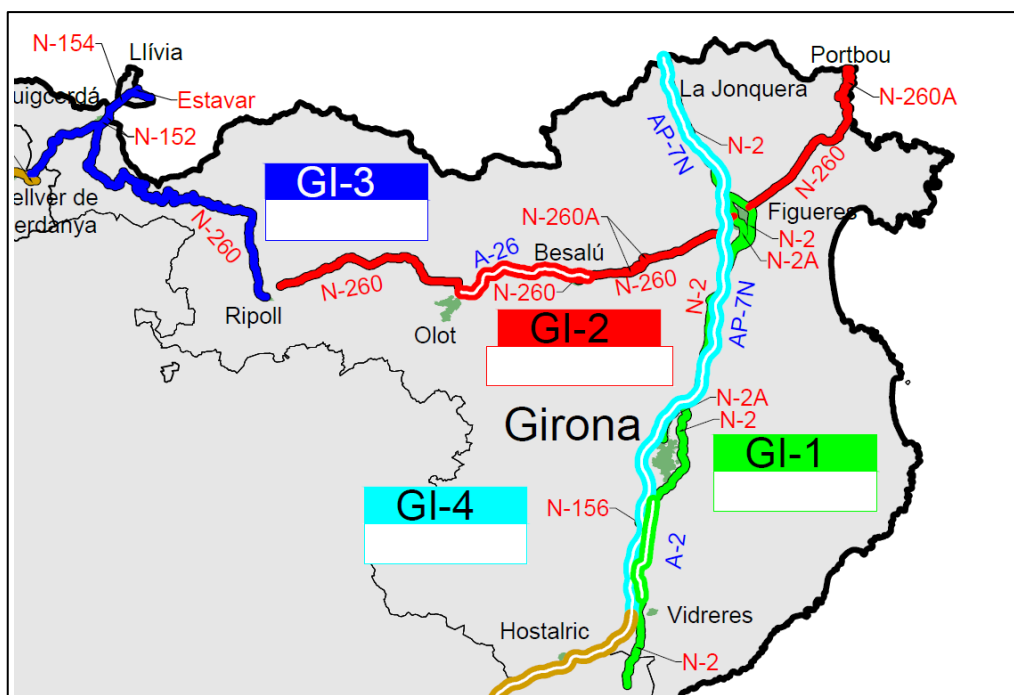 N-154
Llívia
Portbou
uigcerdá
Estavar
La Jonquera
N-260A
N-152
N-2
AP-7N
N-260
GI-3
ellver de
erdanya
N-260
N-260A
Figueres
N-2
N-2A
A-26
Besalú
N-260
N-260
N-260
N-2
AP-7N
Ripoll
Olot
GI-2
N-2A
N-2
Girona
GI-1
GI-4
N-156
A-2
Vidreres
Hostalric
N-2